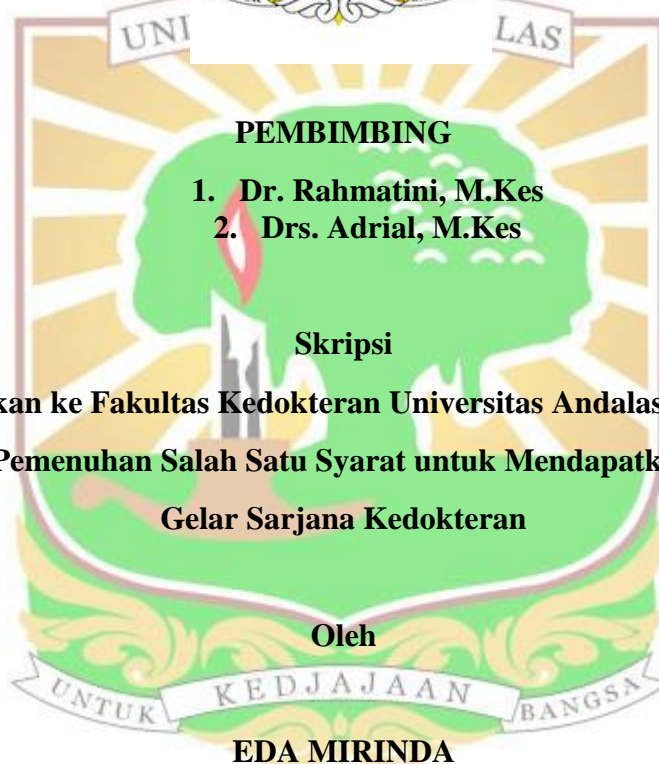 UNI LAS
PEMBIMBING
1. Dr. Rahmatini, M.Kes
2. Drs. Adrial, M.Kes
Skripsi
kan ke Fakultas Kedokteran Universitas Andalas
Pemenuhan Salah Satu Syarat untuk Mendapatk
Gelar Sarjana Kedokteran
Oleh
UNTUK KEDJAJAAN BANGSA
EDA MIRINDA